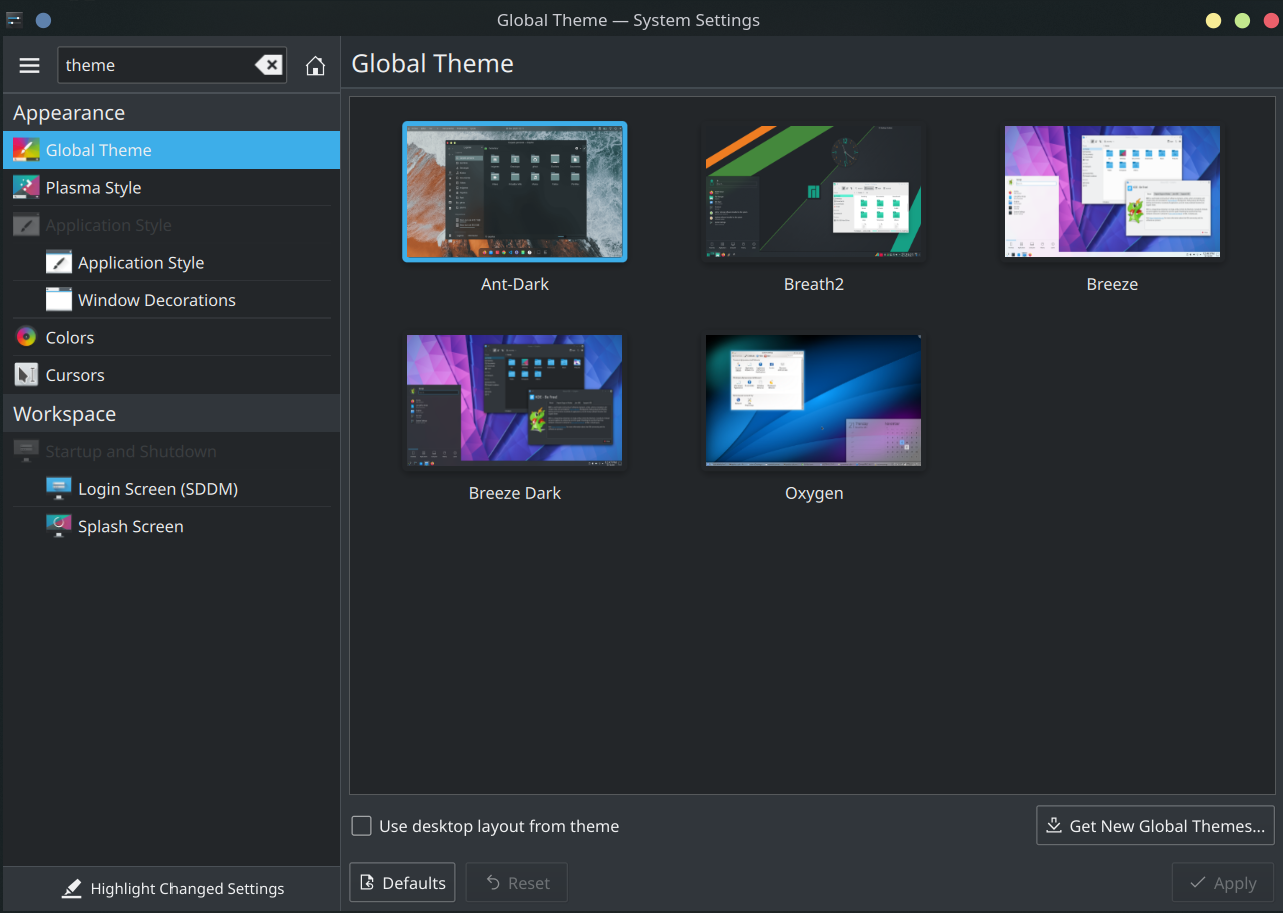 Global Theme — System Settings
theme
Global Theme
Appearance
Global Theme
Plasma Style
Application Style
Application Style
Window Decorations
Colors
Cursors
Workspace
Startup and Shutdown
Login Screen (SDDM)
Splash Screen
Highlight Changed Settings
Ant-Dark
Breath2
Breeze
Breeze Dark
Oxygen
Use desktop layout from theme
Get New Global Themes...
Defaults
Reset
Apply